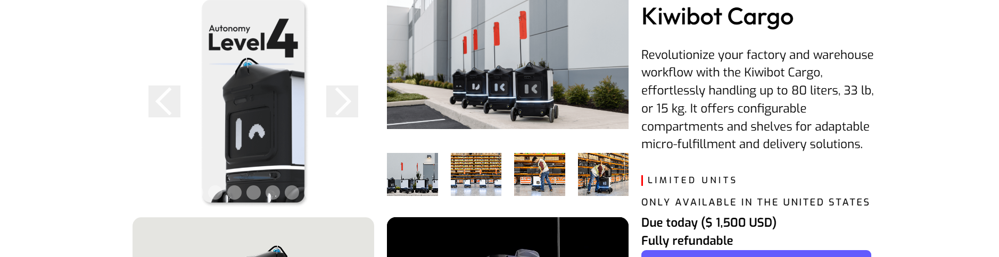 Autonomy
Level 4
Kiwibot Cargo
Revolutionize your factory and warehouse
workflow with the Kiwibot Cargo,
effortlessly handling up to 80 liters, 33 lb,
or 15 kg. It offers configurable
compartments and shelves for adaptable
micro-fulfillment and delivery solutions.
LIMITED UNITS
ONLY AVAILABLE IN THE UNITED STATES
Due today ($ 1,500 USD)
Fully refundable